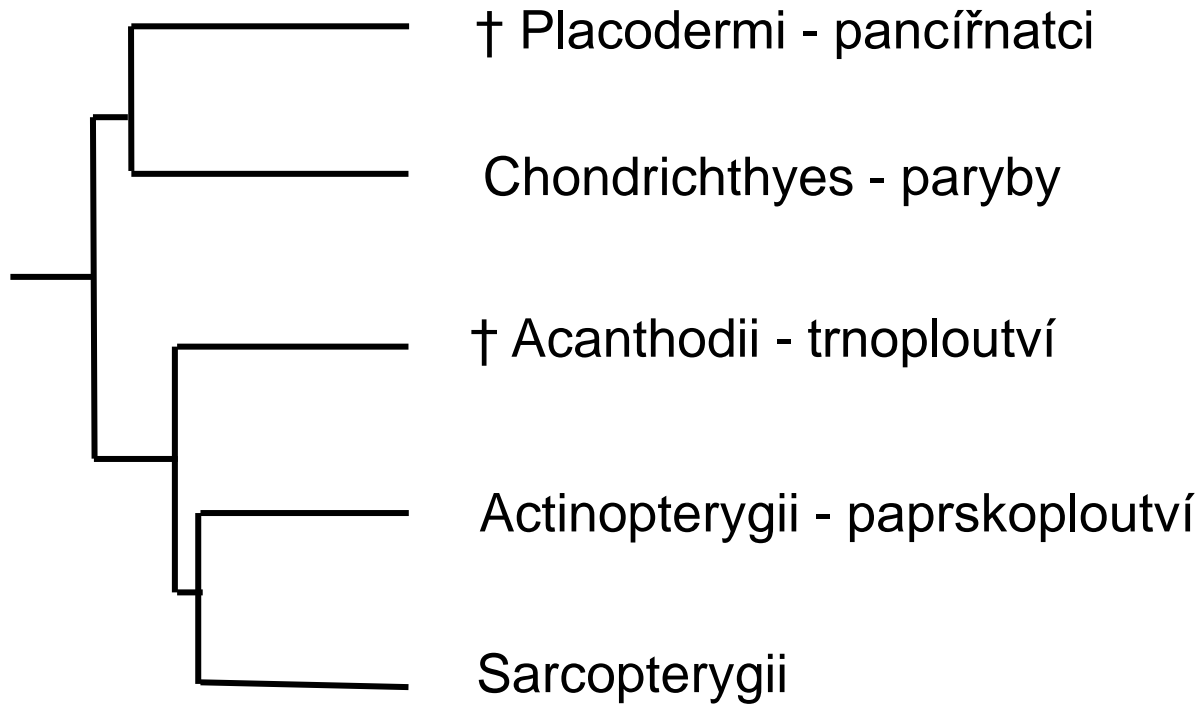 † Placodermi - pancířnatci
Chondrichthyes - paryby
† Acanthodii - trnoploutví
Actinopterygii - paprskoploutví
Sarcopterygii